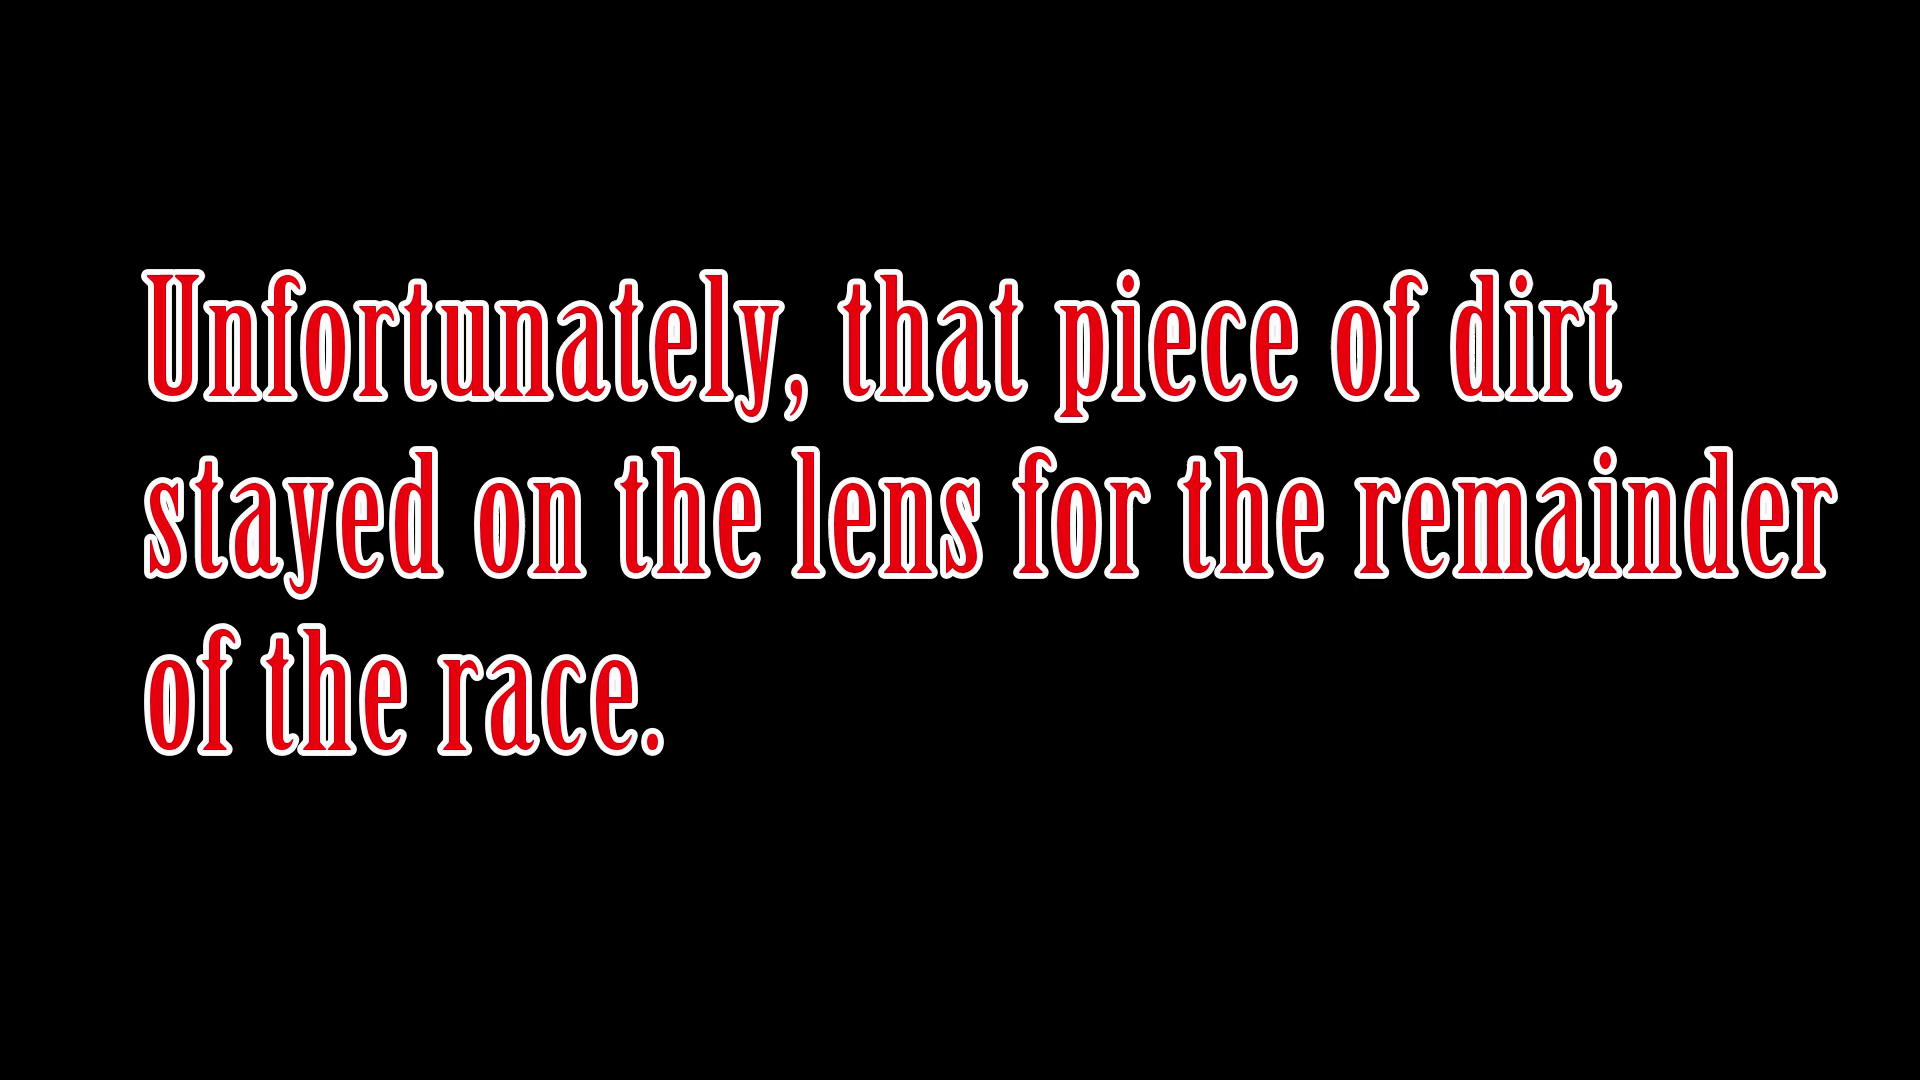 Unfortunately, that piece of dirt
stayed on the lens for the remainder
of the race.